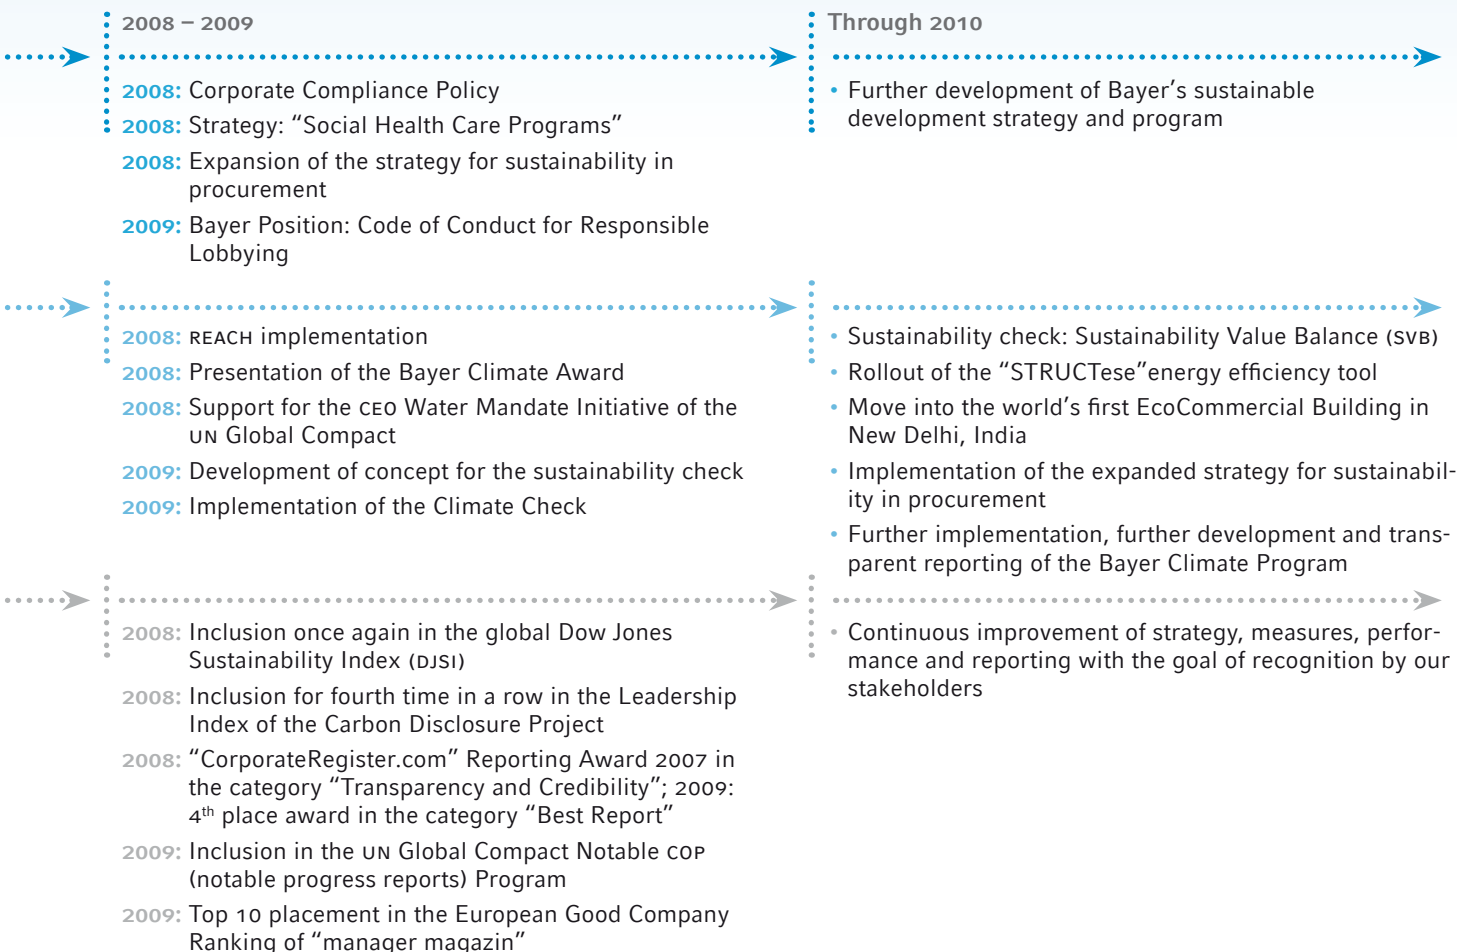 2008 – 2009
2008: Corporate Compliance Policy
2008: Strategy: “Social Health Care Programs”
2008: Expansion of the strategy for sustainability in
procurement
2009: Bayer Position: Code of Conduct for Responsible
Lobbying
Through 2010
• Further development of Bayer’s sustainable
development strategy and program
2008: REACH implementation
2008: Presentation of the Bayer Climate Award
2008: Support for the CEO Water Mandate Initiative of the
UN Global Compact
2009: Development of concept for the sustainability check
2009: Implementation of the Climate Check
• Sustainability check: Sustainability Value Balance (SVB)
• Rollout of the “STRUCTese”energy efficiency tool
• Move into the world’s first EcoCommercial Building in
New Delhi, India
• Implementation of the expanded strategy for sustainabil-
ity in procurement
• Further implementation, further development and trans-
parent reporting of the Bayer Climate Program
2008: Inclusion once again in the global Dow Jones
Sustainability Index (DJSI)
2008: Inclusion for fourth time in a row in the Leadership
Index of the Carbon Disclosure Project
2008: “CorporateRegister.com” Reporting Award 2007 in
the category “Transparency and Credibility”; 2009:
4th place award in the category “Best Report”
2009: Inclusion in the UN Global Compact Notable COP
(notable progress reports) Program
2009: Top 10 placement in the European Good Company
Ranking of “manager magazin”
• Continuous improvement of strategy, measures, perfor-
mance and reporting with the goal of recognition by our
stakeholders